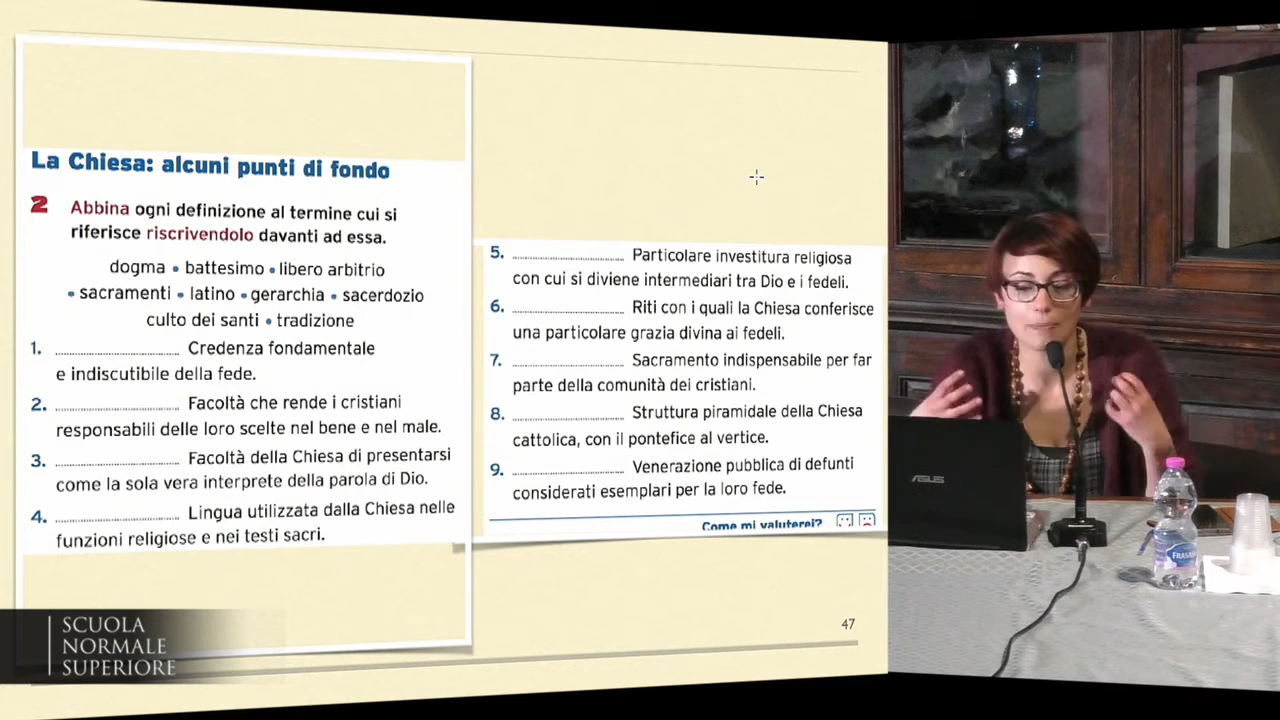 La Chiesa: alcuni punti di fondo
2 Abbina ogni definizione al termine cui si
riferisce riscrivendolo davanti ad essa.
dogma • battesimo • libero arbitrio
• sacramenti • latino • gerarchia • sacerdozio
culto dei santi • tradizione
1. .................... Credenza fondamentale
e indiscutibile della fede.
2. .................... Facoltà che rende i cristiani
responsabili delle loro scelte nel bene e nel male.
3. .................... Facoltà della Chiesa di presentarsi
come la sola vera interprete della parola di Dio.
4. .................... Lingua utilizzata dalla Chiesa nelle
funzioni religiose e nei testi sacri.
5. .................... Particolare investitura religiosa
con cui si diviene intermediari tra Dio e i fedeli.
6. .................... Riti con i quali la Chiesa conferisce
una particolare grazia divina ai fedeli.
7. .................... Sacramento indispensabile per far
parte della comunità dei cristiani.
8. .................... Struttura piramidale della Chiesa
cattolica, con il pontefice al vertice.
9. .................... Venerazione pubblica di defunti
considerati esemplari per la loro fede.
Come mi valuterei?
47
SCUOLA
NORMALE
SUPERIORE
ASUS